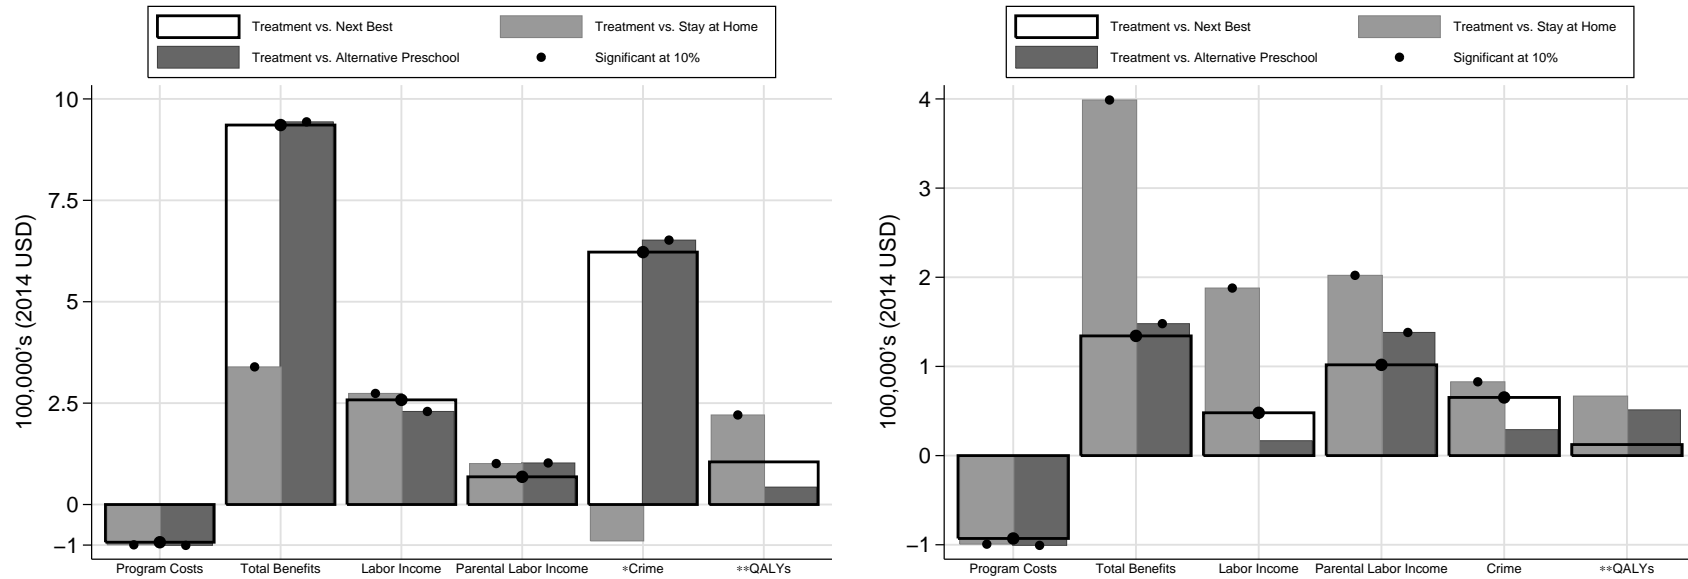 Treatment vs. Next Best
Treatment vs. Stay at Home
Treatment vs. Alternative Preschool
Significant at 10%
100,000's (2014 USD)
10
7.5
5
2.5
0
−1
Program Costs
Total Benefits
Labor Income
Parental Labor Income
*Crime
**QALYs
Treatment vs. Next Best
Treatment vs. Stay at Home
Treatment vs. Alternative Preschool
Significant at 10%
100,000's (2014 USD)
4
3
2
1
0
−1
Program Costs
Total Benefits
Labor Income
Parental Labor Income
Crime
**QALYs